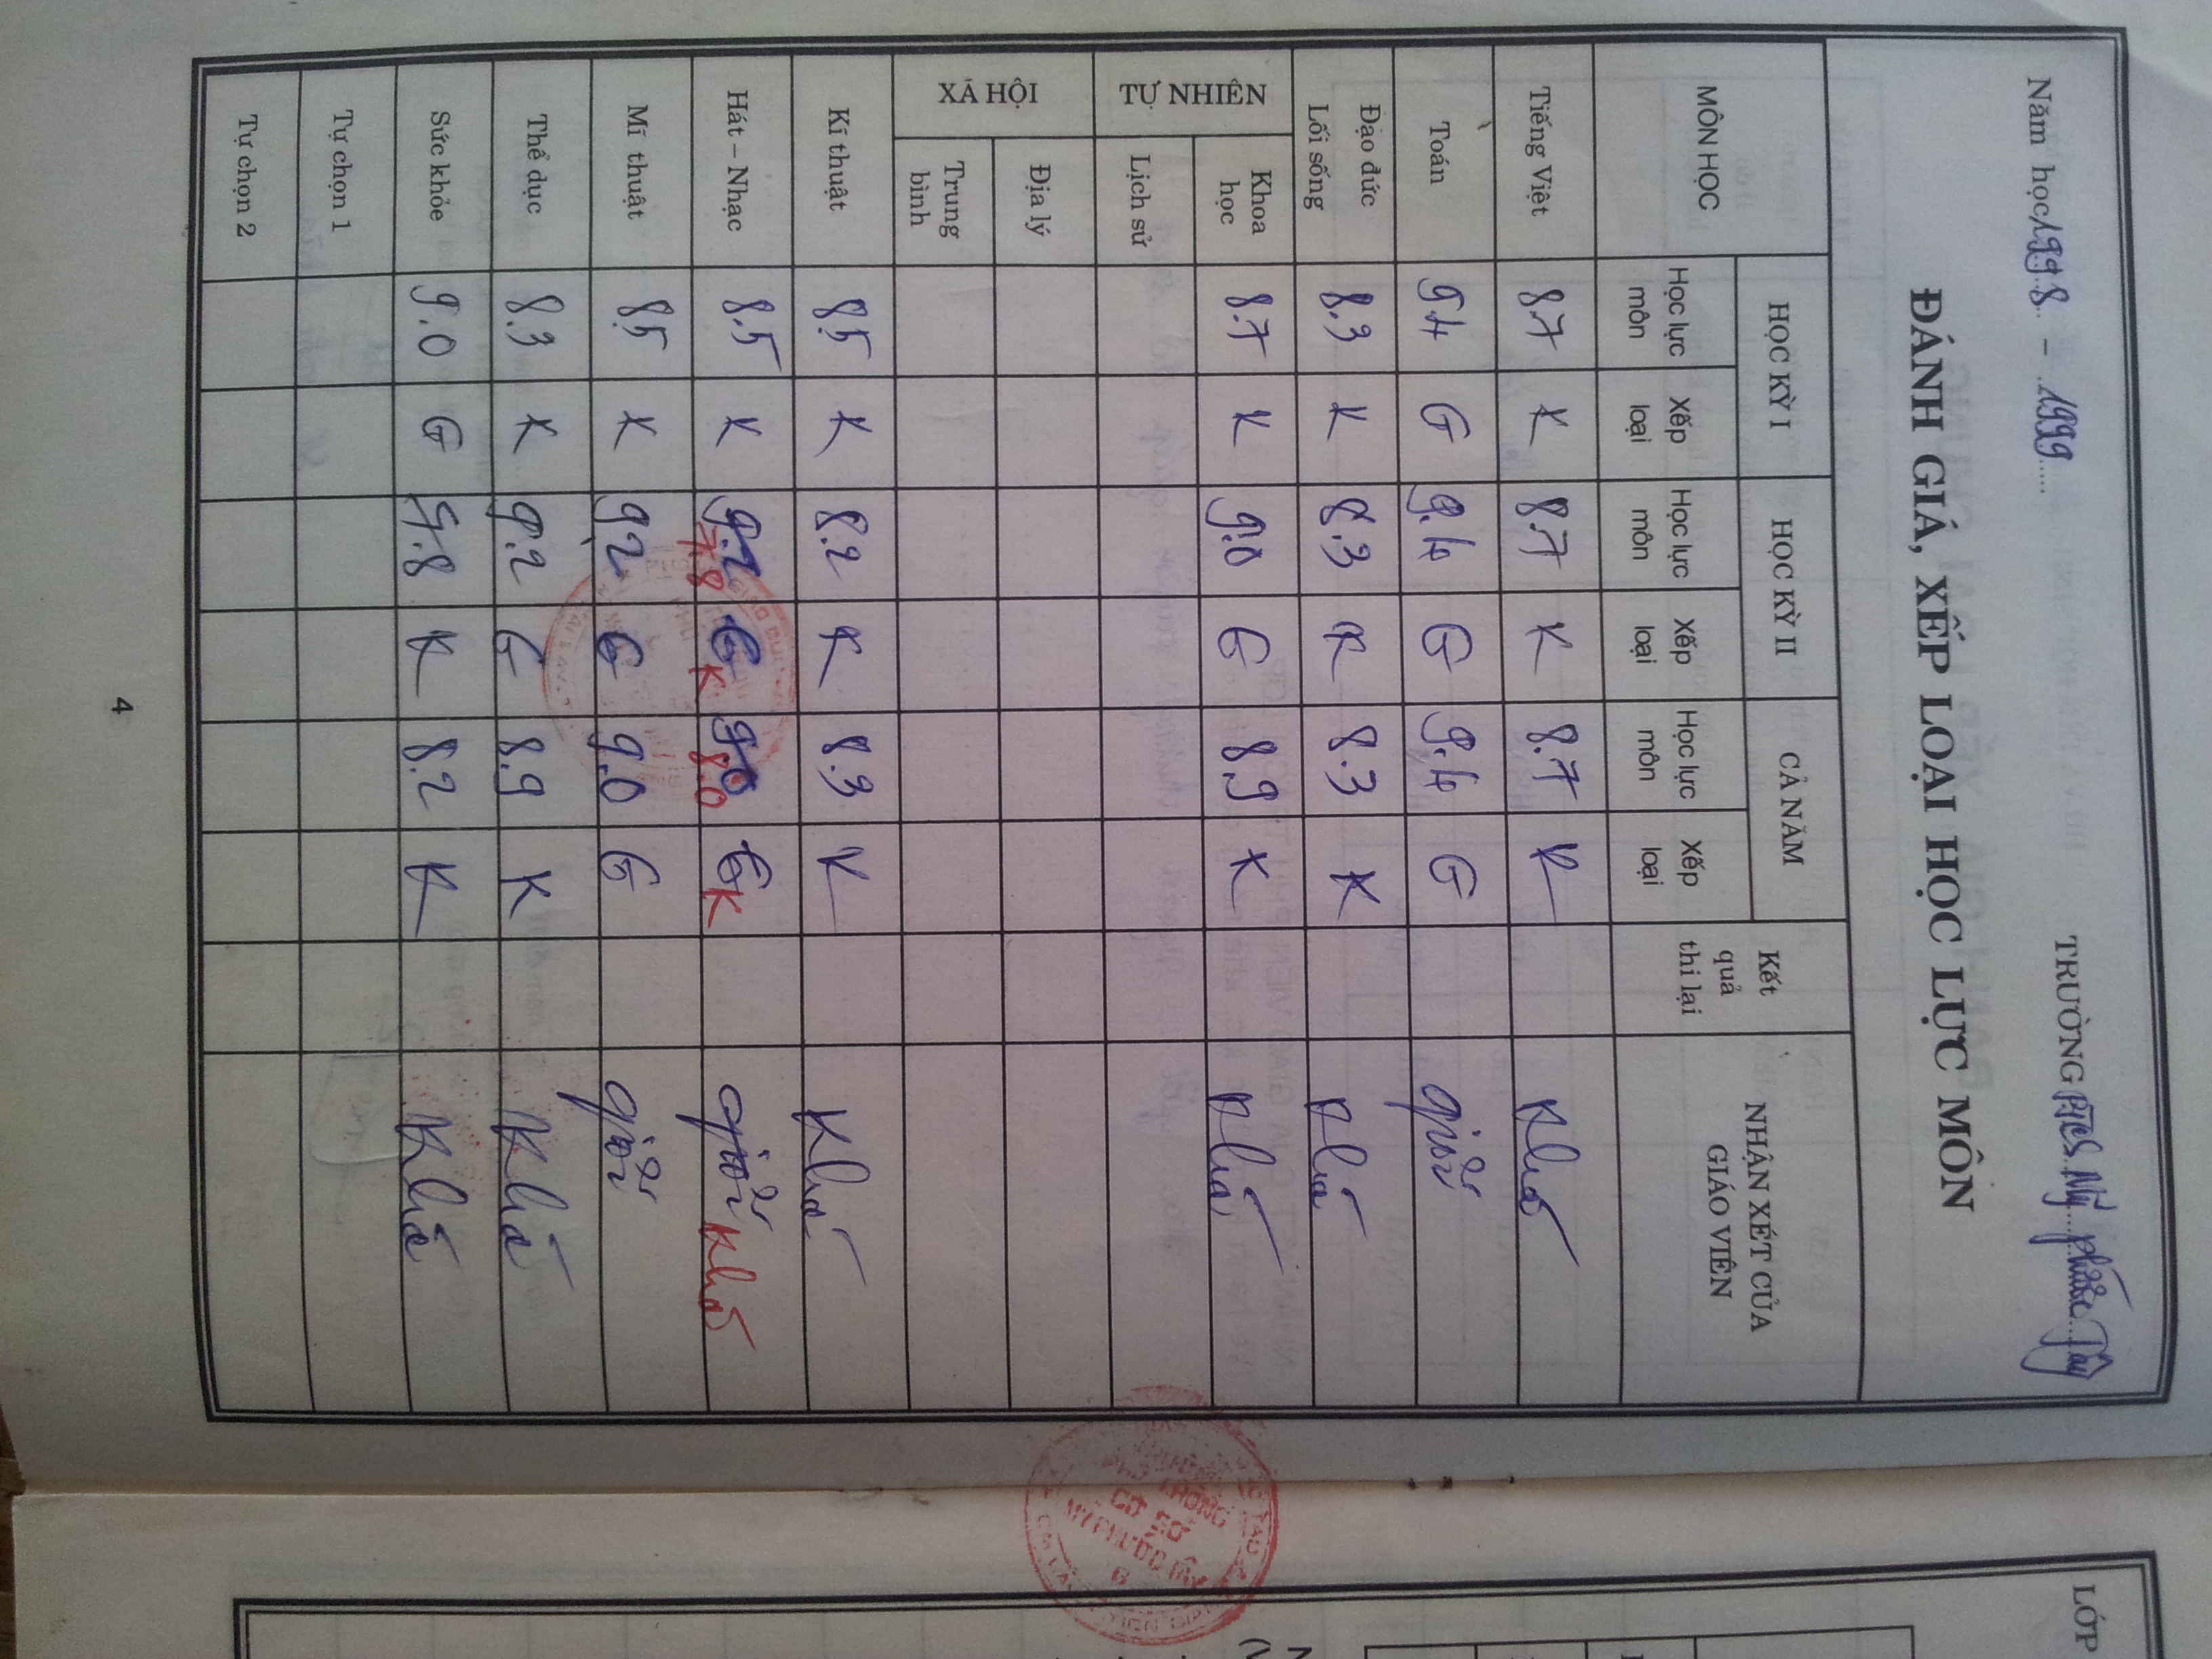 Năm học 1998 - 1999 TRƯỜNG PTCS Mỹ Phước Tây
ĐÁNH GIÁ, XẾP LOẠI HỌC LỰC MÔN
MÔN HỌC HỌC KỲ I HỌC KỲ II CẢ NĂM Kết quả thi lại NHẬN XÉT CỦA GIÁO VIÊN
Học lực môn Xếp loại Học lực môn Xếp loại Học lực môn Xếp loại
Tiếng Việt 8.7 K 8.7 K 8.7 K Khá
Toán 9.4 G 9.4 G 9.4 G giỏi
Đạo đức Lối sống 8.3 K 8.3 K 8.3 K Khá
TỰ NHIÊN Khoa học 8.7 K 9.0 G 8.9 K Khá
Lịch sử
XÃ HỘI Địa lý
Trung bình
Kĩ thuật 8.5 K 8.2 K 8.3 K Khá
Hát - Nhạc 8.5 K 9.2 7.8 G K 9.0 8.0 G K giỏi Khá
Mĩ thuật 8.5 K 9.2 G 9.0 G giỏi
Thể dục 8.3 K 9.2 G 8.9 K Khá
Sức khỏe 9.0 G 7.8 K 8.2 K Khá
Tự chọn 1
Tự chọn 2
4
LỚP